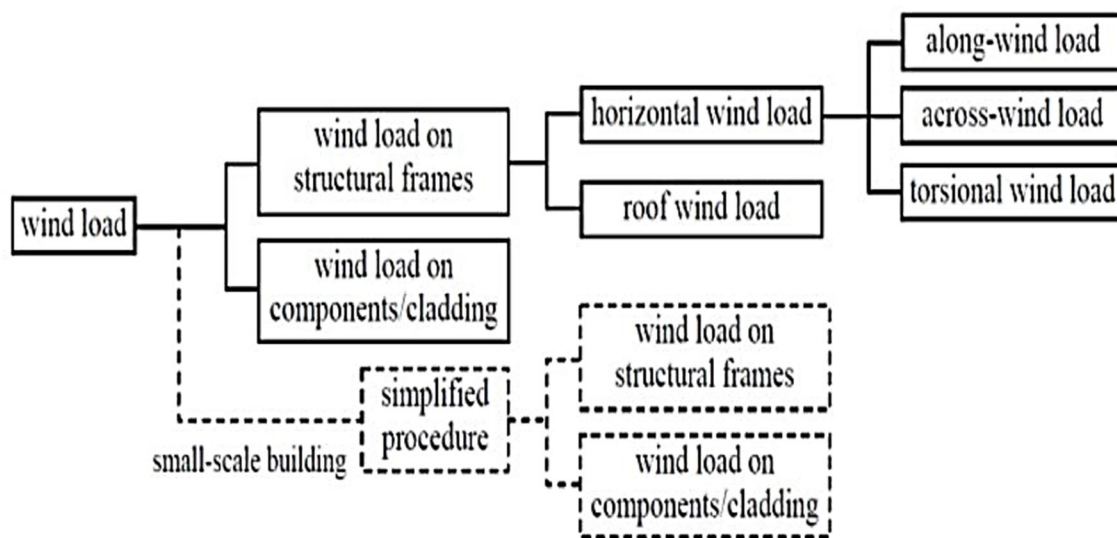 along-wind load
horizontal wind load
across-wind load
wind load on
structural frames
roof wind load
torsional wind load
wind load
wind load on
components/cladding
wind load on
structural frames
simplified
procedure
small-scale building
wind load on
components/cladding